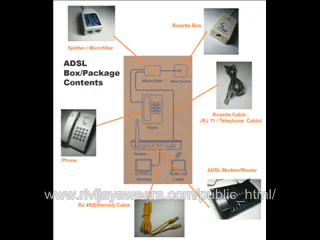 Rosette Box
Splitter / Microfilter
ADSL
Box/Package
Contents
Rosette Cable
(RJ 11 / Telephone Cable)
Phone
ADSL Modem/Router
www.rivijayaweera.com/public_html/
RJ 45(Ethernet) Cable